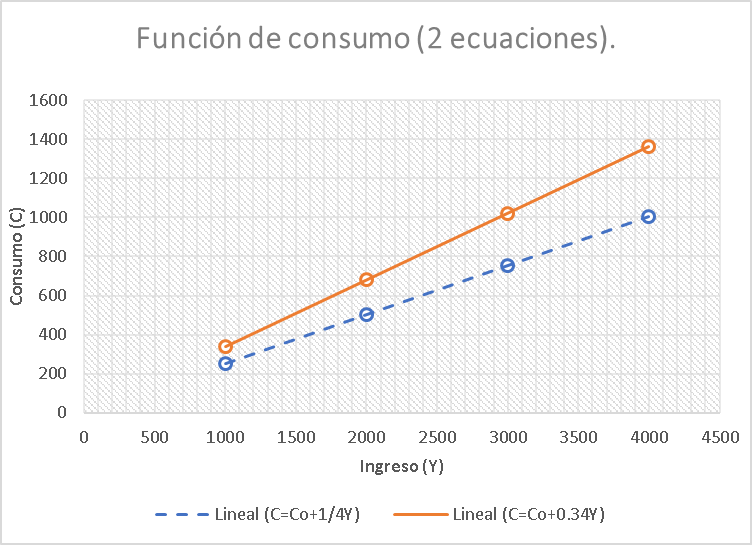 Función de consumo (2 ecuaciones).
1600
1400
1200
1000
800
600
400
200
0
Consumo (C)
0 500 1000 1500 2000 2500 3000 3500 4000 4500
Ingreso (Y)
Lineal (C=Co+1/4Y) Lineal (C=Co+0.34Y)